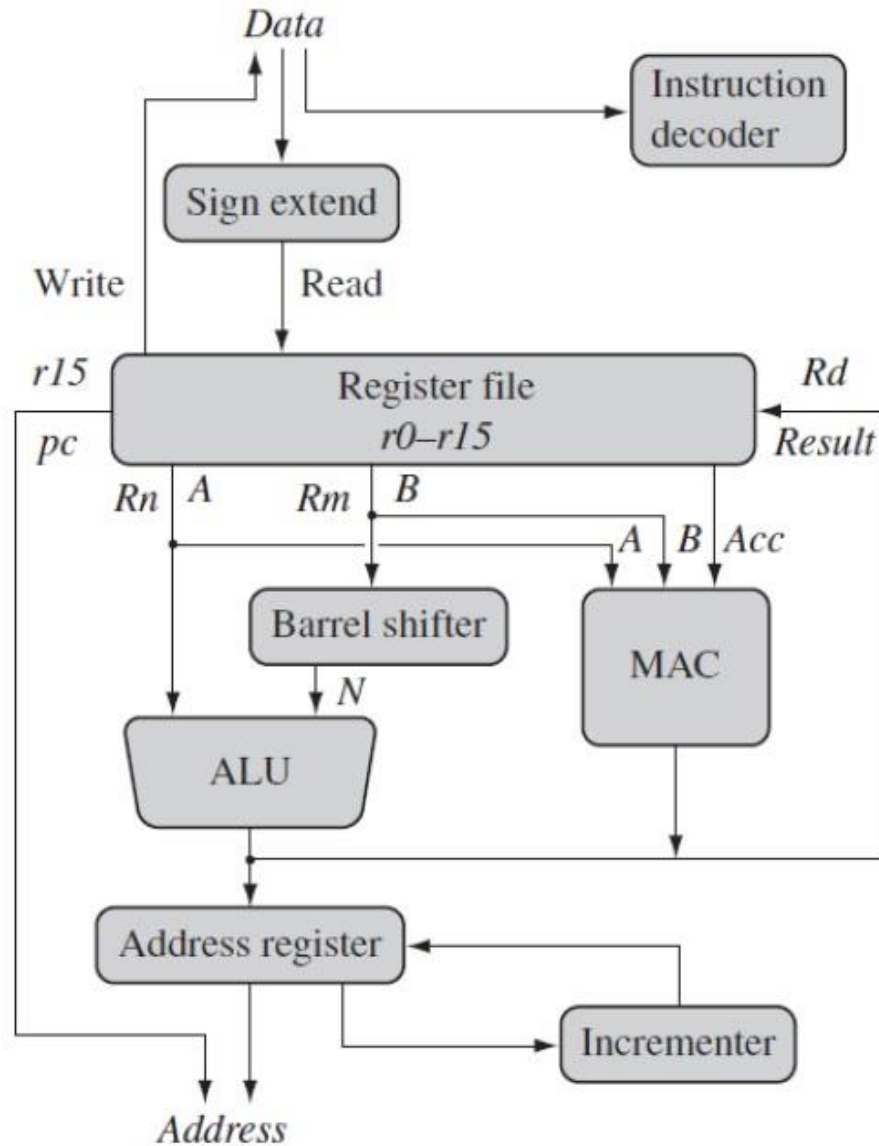 Data
Instruction
decoder
Sign extend
Write
Read
r15
Register file
Rd
pc
r0–r15
Result
Rn
A
Rm
B
A
B
Acc
Barrel shifter
MAC
N
ALU
Address register
Incrementer
Address